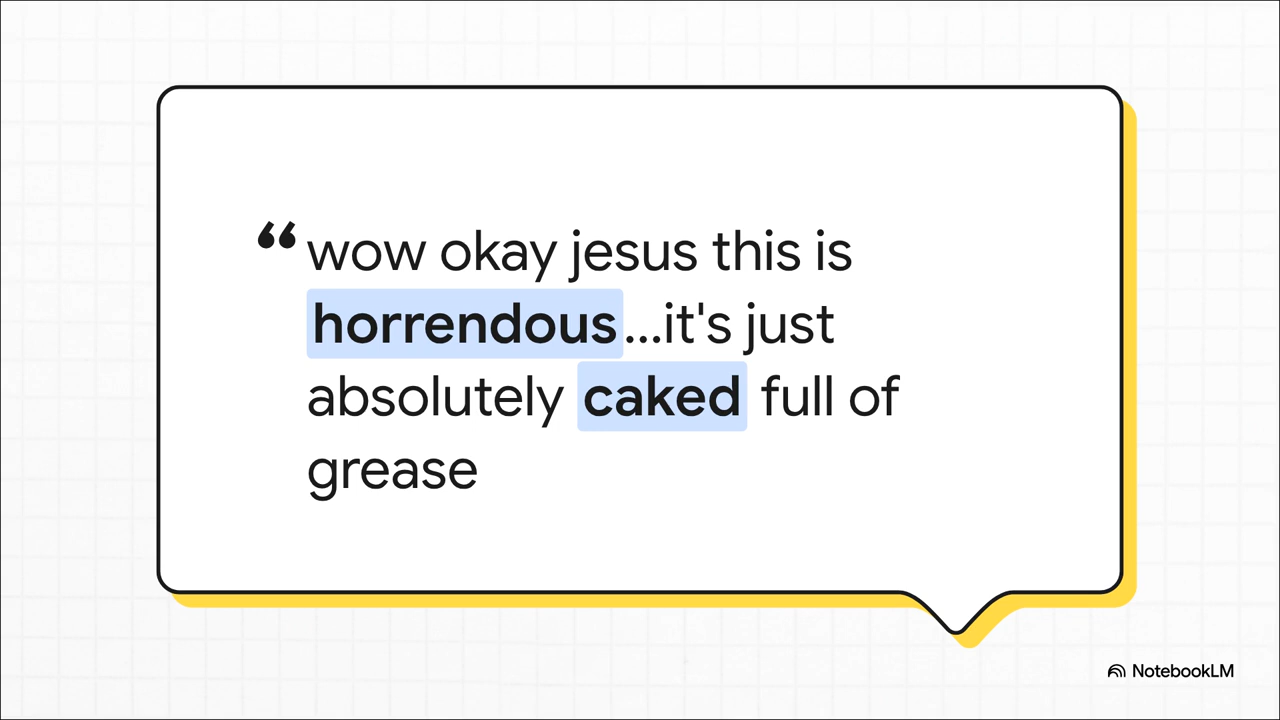 “wow okay jesus this is
horrendous...it's just
absolutely caked full of
grease
NotebookLM